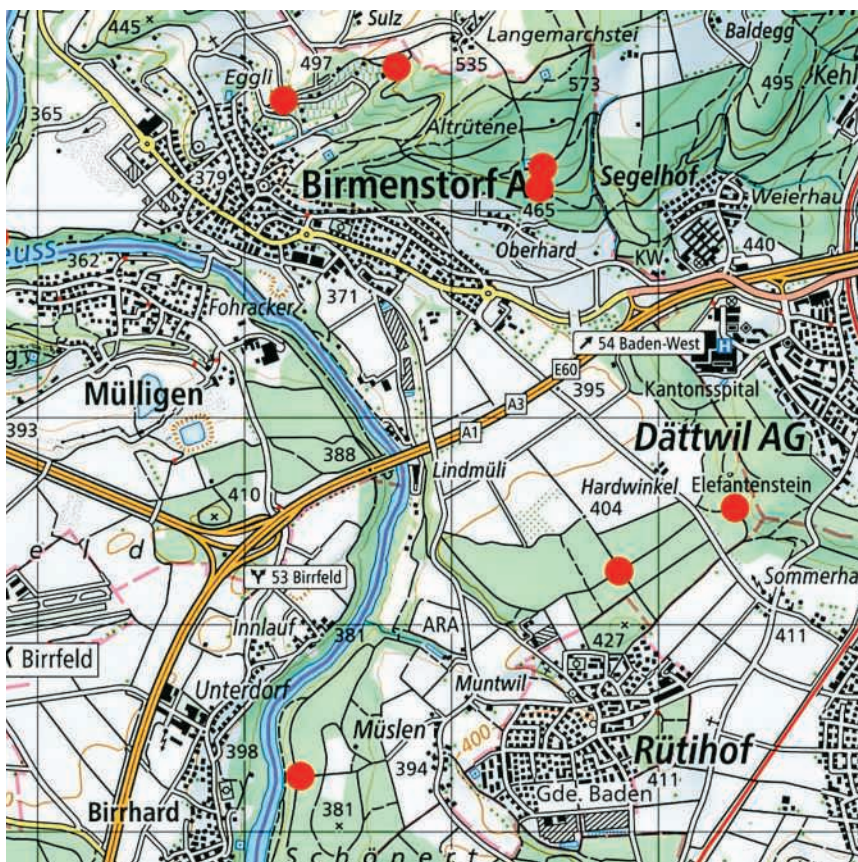 445
Sulz
Langemarchstei
Baldegg
Eggli
497
535
573
495
Kehr
365
Altrütene
379
Birmenstorf A
465
Segelhof
Weierhau
Oberhard
KW
440
euss
362
371
Fohracker
54 Baden-West
H
E60
395
Kantonsspital
Mülligen
A3
A1
393
388
Dättwil AG
Lindmüli
Hardwinkel
Elefantenstein
410
404
e l d
53 Birrfeld
Sommerha
Innlauf
381
ARA
427
411
Birrfeld
Unterdorf
Muntwil
Müslen
400
Rütihof
398
394
411
Birrhard
381
Gde. Baden
S c h ö n e r t